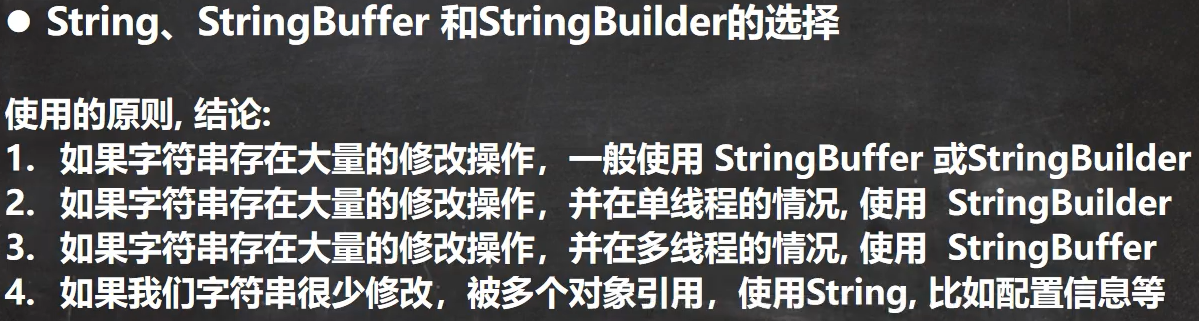 ● String、StringBuffer 和StringBuilder的选择
使用的原则, 结论:
1. 如果字符串存在大量的修改操作，一般使用 StringBuffer 或StringBuilder
2. 如果字符串存在大量的修改操作，并在单线程的情况, 使用 StringBuilder
3. 如果字符串存在大量的修改操作，并在多线程的情况, 使用 StringBuffer
4. 如果我们字符串很少修改，被多个对象引用，使用String, 比如配置信息等